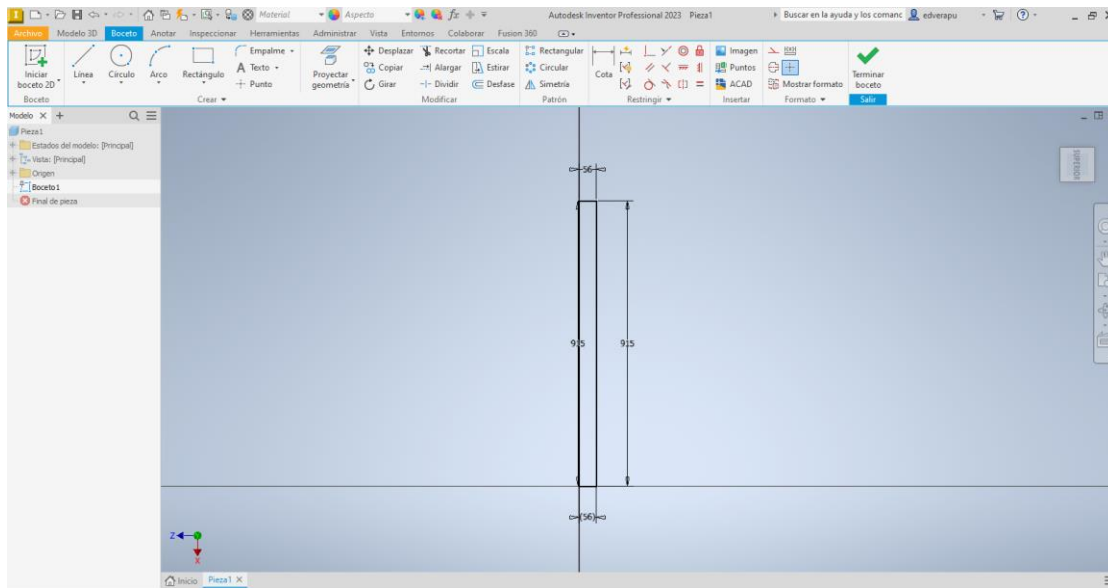 Material Aspecto fx Autodesk Inventor Professional 2023 Pieza1 Buscar en la ayuda y los comanc edverapu
Archivo Modelo 3D Boceto Anotar Inspeccionar Herramientas Administrar Vista Entornos Colaborar Fusion 360
Iniciar boceto 2D
Línea
Círculo
Arco
Rectángulo
Empalme
A Texto
Punto
Proyectar geometría
Desplazar Recortar Escala
Copiar Alargar Estirar
Girar Dividir Desfase
Rectangular
Circular
Simetría
Cota
Imagen
Puntos
ACAD
Mostrar formato
Terminar boceto
Boceto Crear Modificar Patrón Restringir Insertar Formato Salir
Modelo X +
Pieza1
Estados del modelo: [Principal]
Vista: [Principal]
Origen
Boceto1
Final de pieza
SUPERIOR
56
915 915
(56)
Z
X
Inicio Pieza1 X